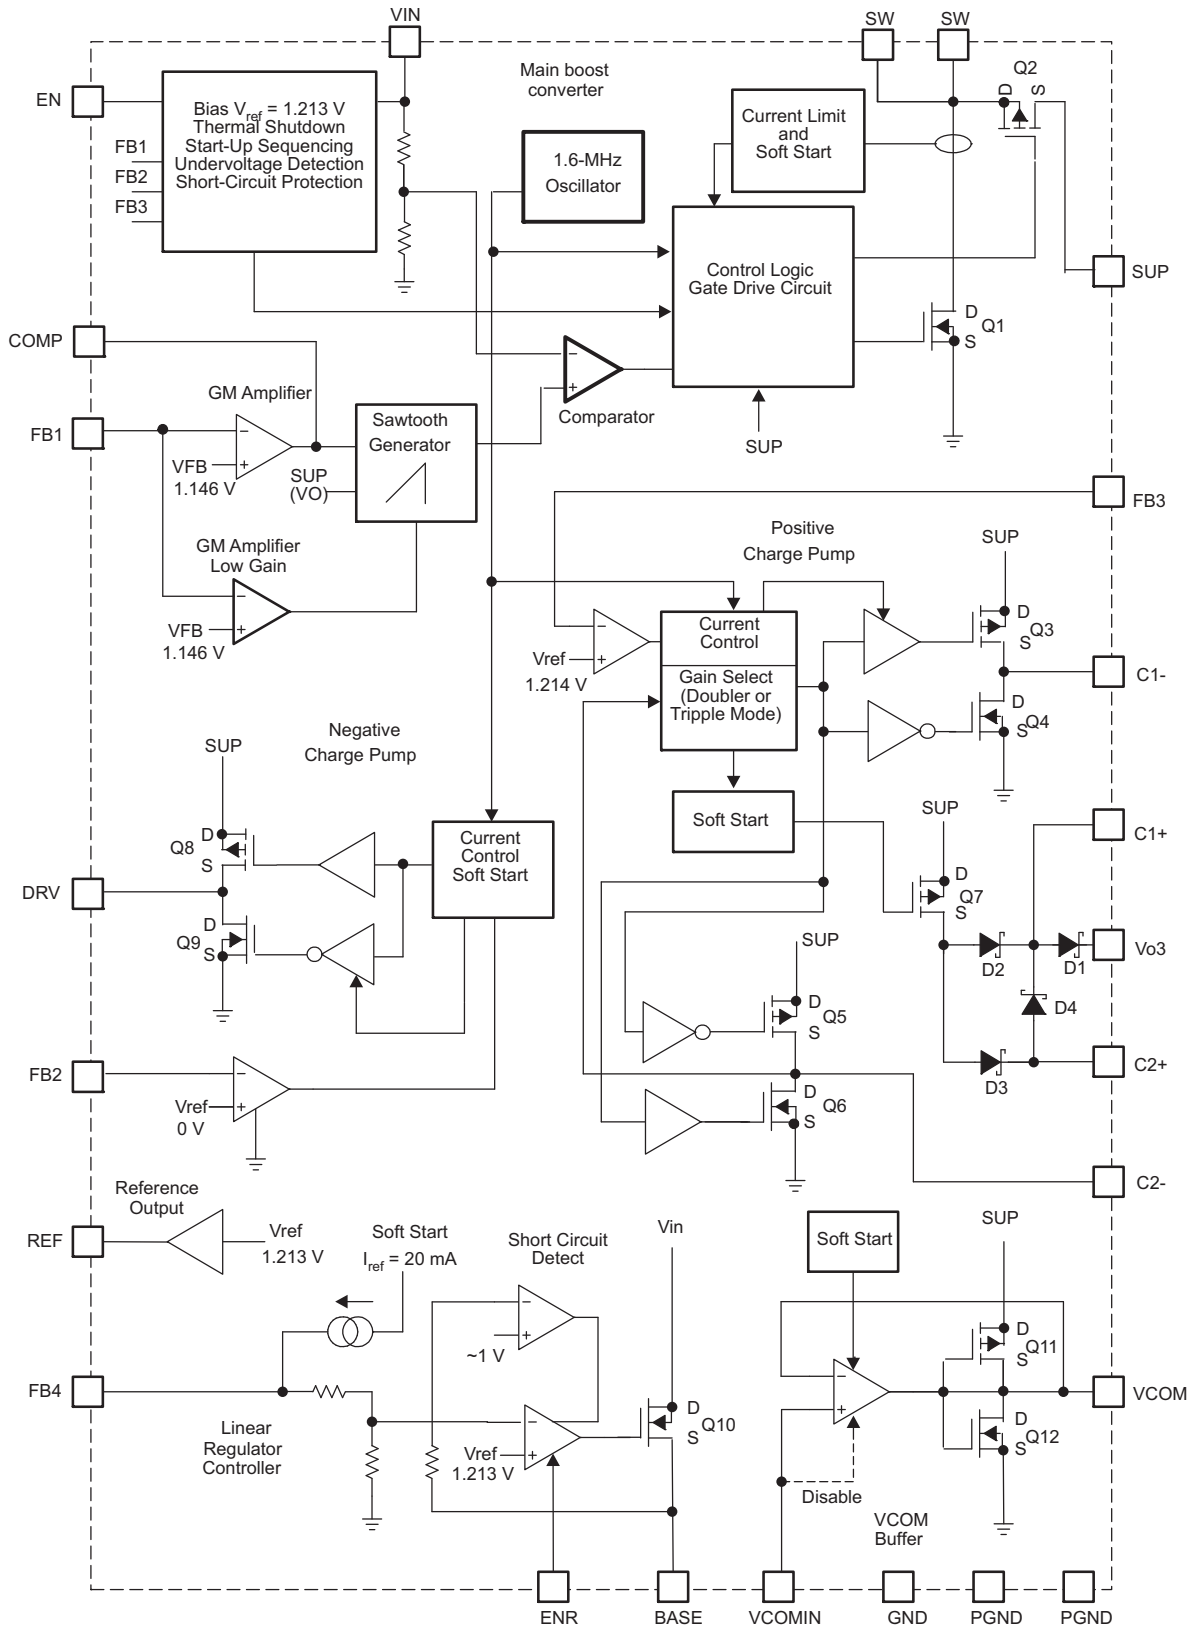 VIN
SW
SW
Main boost
converter
Q2
D
S
EN
Bias Vref = 1.213 V
Thermal Shutdown
Start-Up Sequencing
Undervoltage Detection
Short-Circuit Protection
FB1
FB2
FB3
1.6-MHz
Oscillator
Current Limit
and
Soft Start
Control Logic
Gate Drive Circuit
SUP
D
Q1
S
COMP
GM Amplifier
FB1
−
+
VFB
1.146 V
SUP
(VO)
Sawtooth
Generator
−
+
Comparator
SUP
GM Amplifier
Low Gain
−
+
VFB
1.146 V
FB3
Positive
Charge Pump
SUP
−
+
Vref
1.214 V
Current
Control
Gain Select
(Doubler or
Tripple Mode)
D
Q3
S
C1-
D
Q4
S
Negative
Charge Pump
SUP
Soft Start
SUP
C1+
D
Q8
S
Current
Control
Soft Start
DRV
D
Q9
S
D
Q7
S
Vo3
D2
D1
D4
SUP
D
Q5
S
FB2
−
+
Vref
0 V
D3
C2+
D
Q6
S
C2-
Reference
Output
REF
Vref
1.213 V
Soft Start
Iref = 20 mA
Short Circuit
Detect
−
+
~1 V
Vin
Soft Start
SUP
D
Q11
S
FB4
Linear
Regulator
Controller
−
+
Vref
1.213 V
D
Q10
S
−
+
VCOM
D
Q12
S
Disable
VCOM
Buffer
ENR
BASE
VCOMIN
GND
PGND
PGND